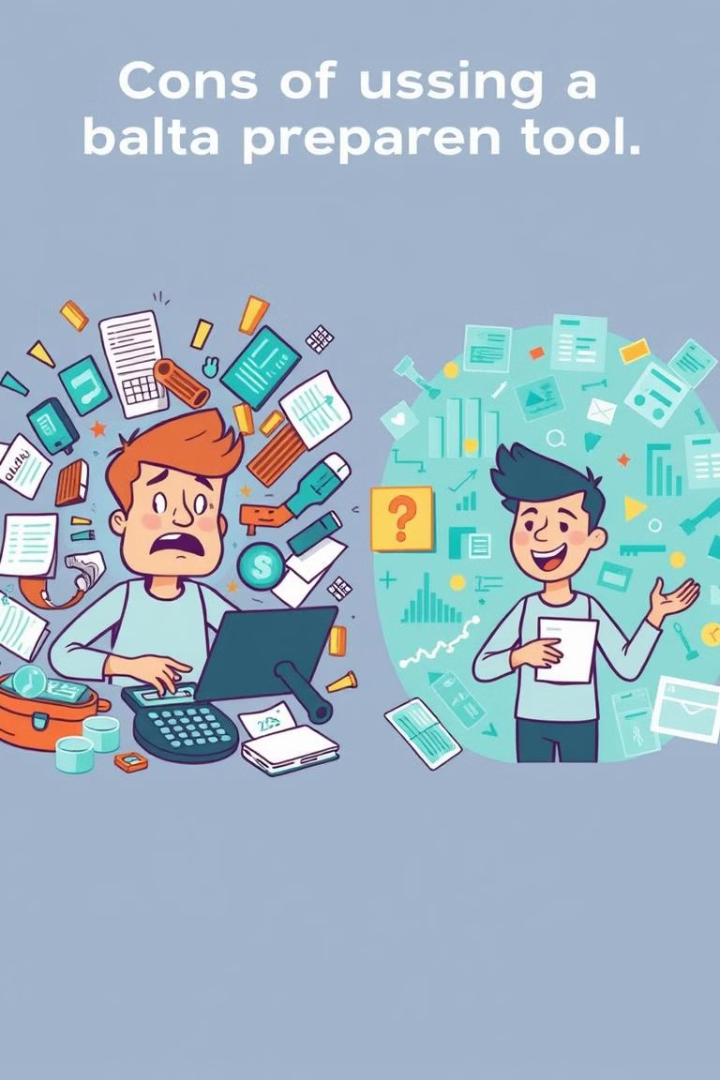 Cons of ussing a
balta preparen tool.
$
?